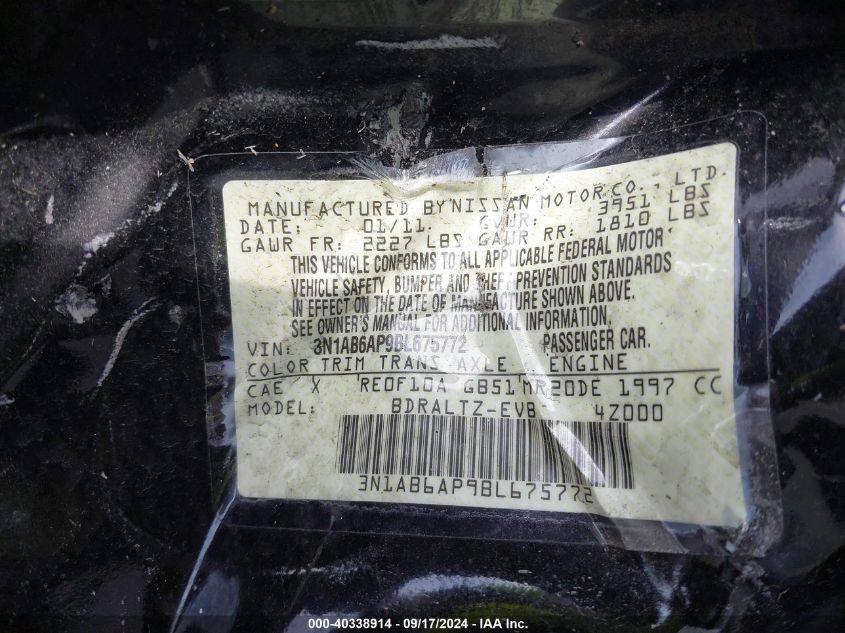 MANUFACTURED BY NISSAN MOTOR CO., LTD.
DATE: 01/11. GVWR: 3951 LBS
GAWR FR: 2227 LBS GAWR RR: 1810 LBS
THIS VEHICLE CONFORMS TO ALL APPLICABLE FEDERAL MOTOR
VEHICLE SAFETY, BUMPER AND THEFT PREVENTION STANDARDS
IN EFFECT ON THE DATE OF MANUFACTURE SHOWN ABOVE.
SEE OWNER'S MANUAL FOR ADDITIONAL INFORMATION.
VIN: 3N1AB6AP9BL675772 PASSENGER CAR.
COLOR TRIM TRANS AXLE ENGINE
CAE X RE0F10A GB51 MR20DE 1997 CC
MODEL: BDRALTZ-EVB- 4Z000
3N1AB6AP9BL675772
000-40338914 - 09/17/2024 - IAA Inc.